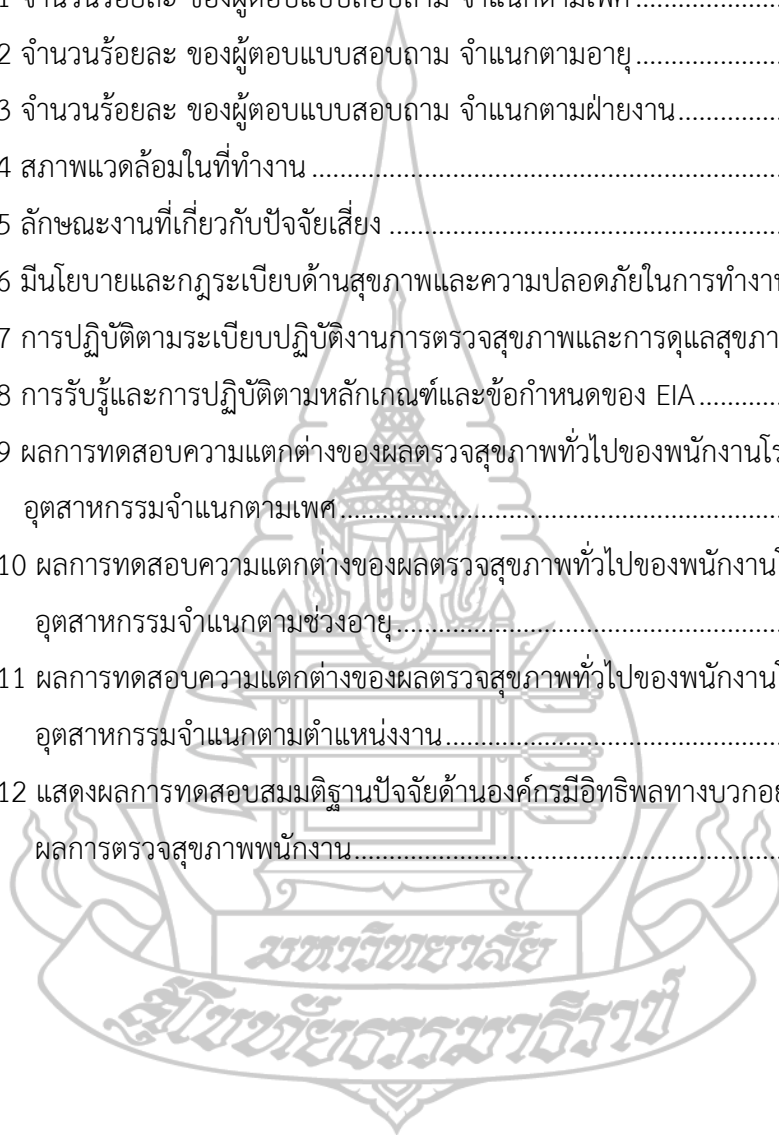 1 จำนวนร้อยละ ของผู้ตอบแบบสอบถาม จำแนกตามเพศ
2 จำนวนร้อยละ ของผู้ตอบแบบสอบถาม จำแนกตามอายุ
3 จำนวนร้อยละ ของผู้ตอบแบบสอบถาม จำแนกตามฝ่ายงาน
4 สภาพแวดล้อมในที่ทำงาน
5 ลักษณะงานที่เกี่ยวกับปัจจัยเสี่ยง
6 มีนโยบายและกฎระเบียบด้านสุขภาพและความปลอดภัยในการทำงาน
7 การปฏิบัติตามระเบียบปฏิบัติงานการตรวจสุขภาพและการดูแลสุขภา
8 การรับรู้และการปฏิบัติตามหลักเกณฑ์และข้อกำหนดของ EIA
9 ผลการทดสอบความแตกต่างของผลตรวจสุขภาพทั่วไปของพนักงานโร
อุตสาหกรรมจำแนกตามเพศ
10 ผลการทดสอบความแตกต่างของผลตรวจสุขภาพทั่วไปของพนักงานโ
อุตสาหกรรมจำแนกตามช่วงอายุ
11 ผลการทดสอบความแตกต่างของผลตรวจสุขภาพทั่วไปของพนักงานโ
อุตสาหกรรมจำแนกตามตำแหน่งงาน
12 แสดงผลการทดสอบสมมติฐานปัจจัยด้านองค์กรมีอิทธิพลทางบวกอย
ผลการตรวจสุขภาพพนักงาน
มหาวิทยาลัย
สุโขทัยธรรมาธิราช